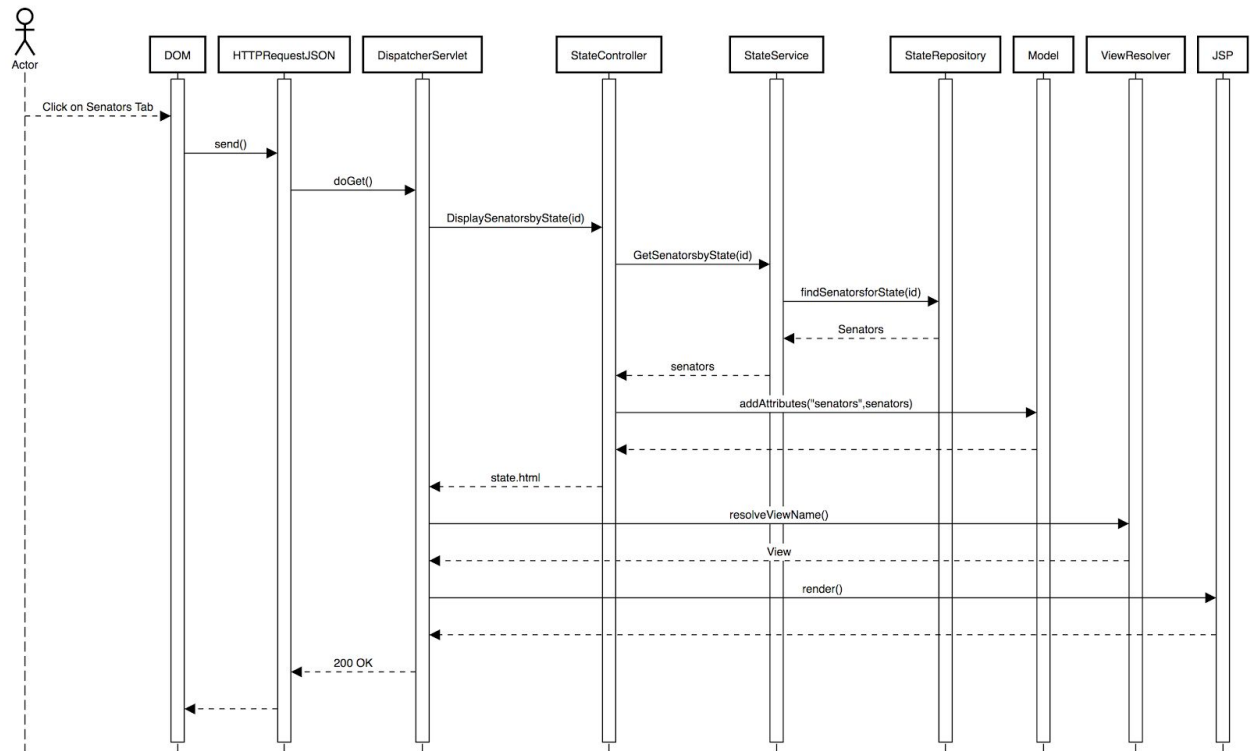 DOM
HTTPRequestJSON
DispatcherServlet
StateController
StateService
StateRepository
Model
ViewResolver
JSP
Actor
Click on Senators Tab
send()
doGet()
DisplaySenatorsbyState(id)
GetSenatorsbyState(id)
findSenatorsforState(id)
Senators
senators
addAttributes("senators",senators)
state.html
resolveViewName()
View
render()
200 OK